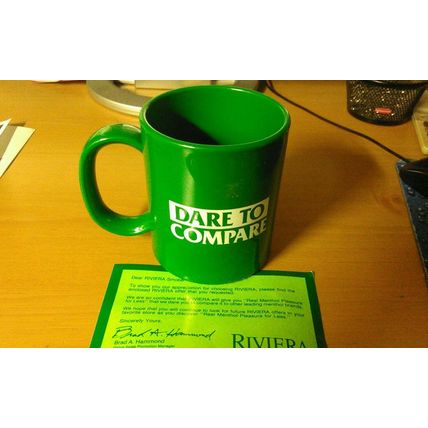 DARE TO
COMPARE
Dear RIVIERA Smoker
To show you our appreciation for choosing RIVIERA, please find the
enclosed RIVIERA offer that you requested.
We are so confident that RIVIERA will give you "Real Menthol Pleasure
for Less" that we dare you to compare it to other leading menthol brands.
We hope that you will continue to look for future RIVIERA offers in your
favorite store as you discover "Real Menthol Pleasure for Less."
Sincerely Yours,
Brad A. Hammond
Brad A. Hammond
RIVIERA